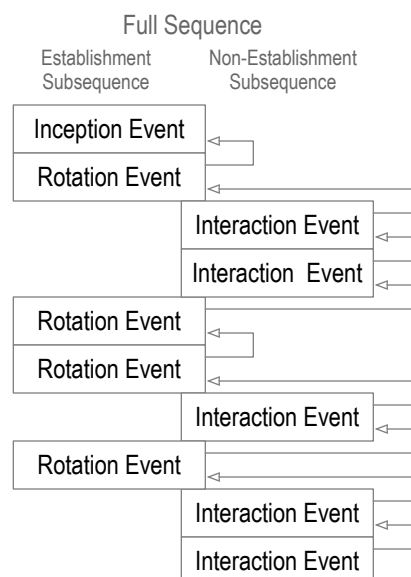 Full Sequence
Establishment Subsequence
Non-Establishment Subsequence
Inception Event
Rotation Event
Interaction Event
Interaction Event
Rotation Event
Rotation Event
Interaction Event
Rotation Event
Interaction Event
Interaction Event